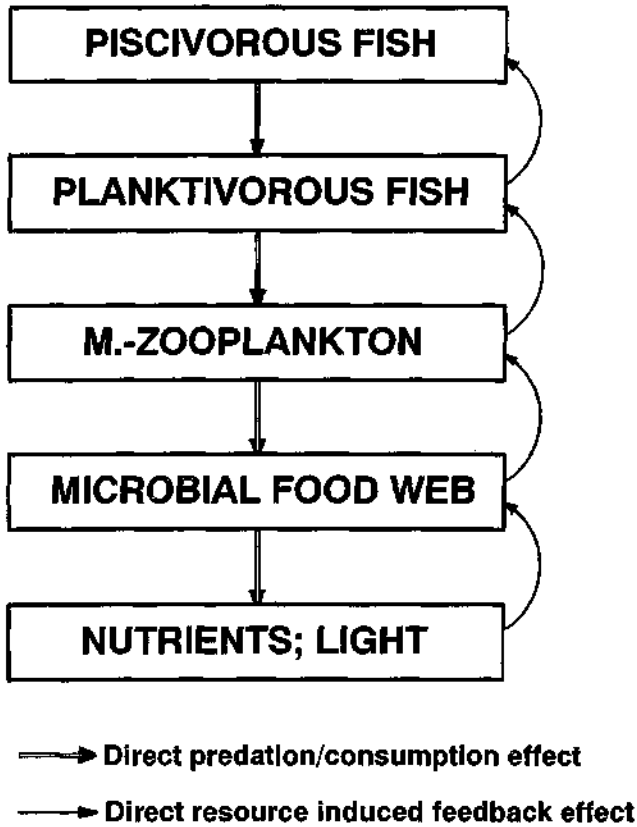 PISCIVOROUS FISH
PLANKTIVOROUS FISH
M.-ZOOPLANKTON
MICROBIAL FOOD WEB
NUTRIENTS; LIGHT
Direct predation/consumption effect
Direct resource induced feedback effect